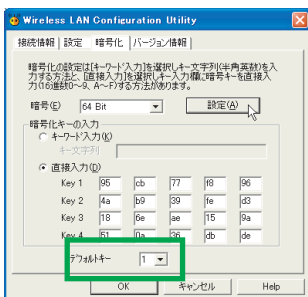 Wireless LAN Configuration Utility
接続情報 設定 暗号化 バージョン情報
暗号化の設定は[キーワード入力]を選択しキー文字列(半角英数)を入
力する方法と、[直接入力]を選択しキー入力欄に暗号キーを直接入
力(16進数0~9、A~F)する方法があります。
暗号(E) 64 Bit 設定(A)
暗号化キーの入力
キーワード入力(K)
キー文字列
直接入力(D)
Key 1 95 cb 77 f8 96
Key 2 4a b9 39 fe d3
Key 3 18 6e ae 15 9a
Key 4 51 0a 36 db de
デフォルトキー 1
OK キャンセル Help